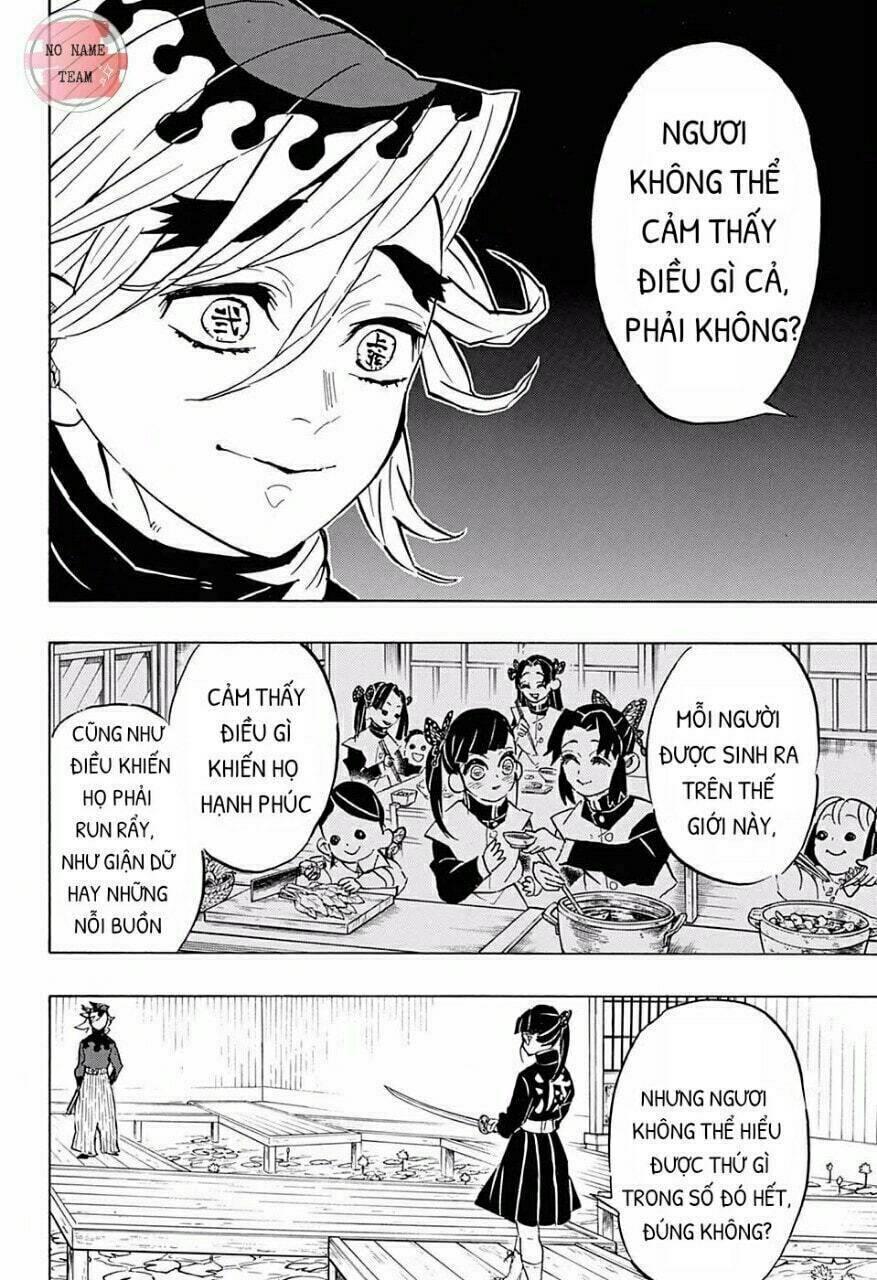 NO NAME
TEAM
NGƯƠI
KHÔNG THỂ
CẢM THẤY
ĐIỀU GÌ CẢ,
PHẢI KHÔNG?
弐
上弦
MỖI NGƯỜI
ĐƯỢC SINH RA
TRÊN THẾ
GIỚI NÀY,
CẢM THẤY
ĐIỀU GÌ
KHIẾN HỌ
HẠNH PHÚC
CŨNG NHƯ
ĐIỀU KHIẾN
HỌ PHẢI
RUN RẨY,
NHƯ GIẬN DỮ
HAY NHỮNG
NỖI BUỒN
NHƯNG NGƯƠI
KHÔNG THỂ HIỂU
ĐƯỢC THỨ GÌ
TRONG SỐ ĐÓ HẾT,
ĐÚNG KHÔNG?